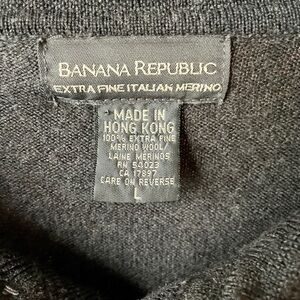 BANANA REPUBLIC
EXTRA FINE ITALIAN MERINO
MADE IN
HONG KONG
100% EXTRA FINE
MERINO WOOL/
LAINE MERINOS
RN 54023
CA 17897
CARE ON REVERSE
L